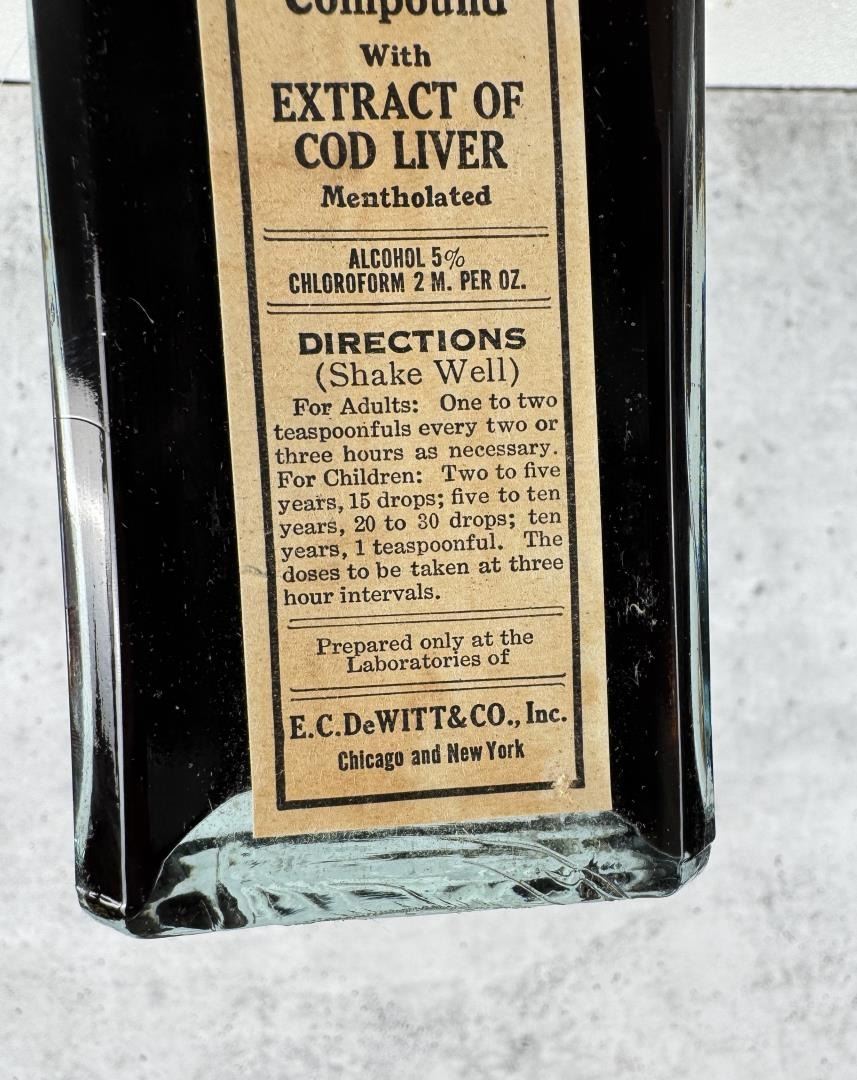 Compound
With
EXTRACT OF
COD LIVER
Mentholated
ALCOHOL 5%
CHLOROFORM 2 M. PER OZ.
DIRECTIONS
(Shake Well)
For Adults: One to two
teaspoonfuls every two or
three hours as necessary.
For Children: Two to five
years, 15 drops; five to ten
years, 20 to 30 drops; ten
years, 1 teaspoonful. The
doses to be taken at three
hour intervals.
Prepared only at the
Laboratories of
E.C.DeWITT&CO., Inc.
Chicago and New York